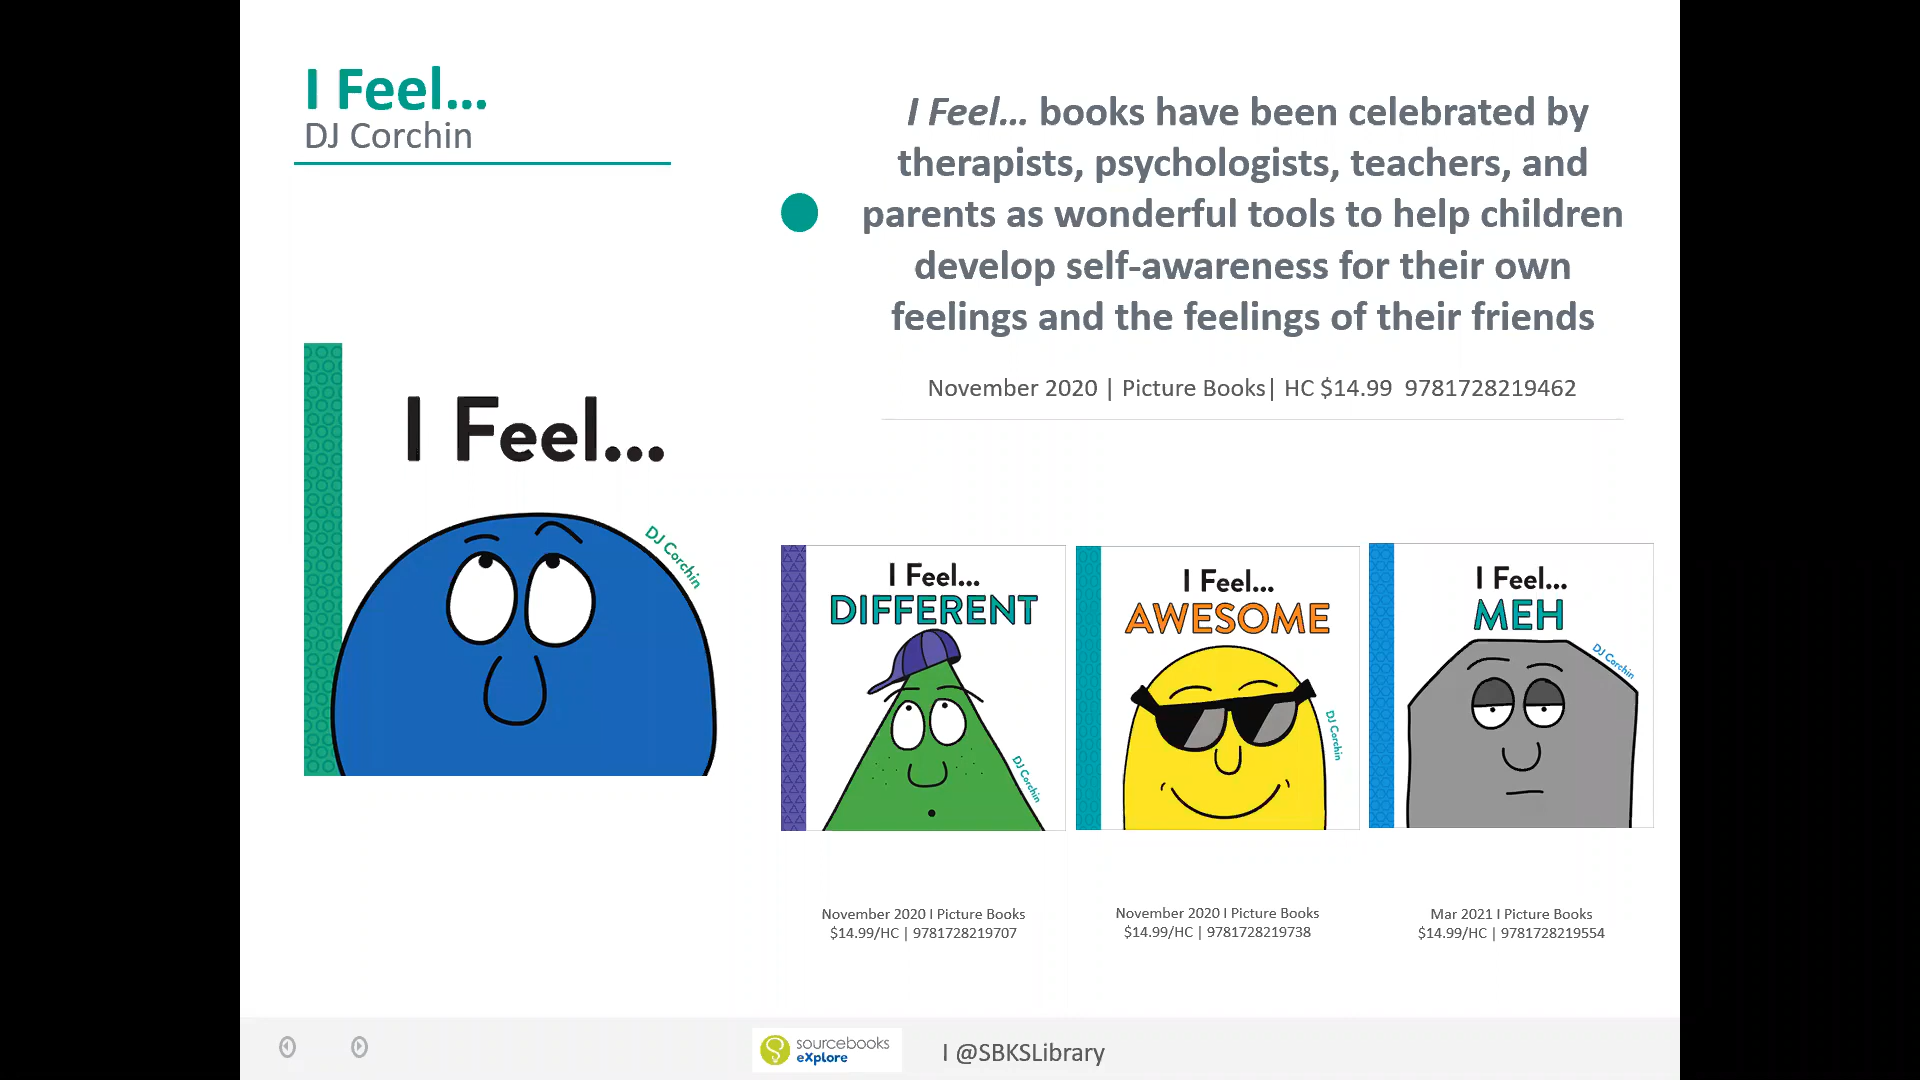 I Feel...
DJ Corchin
I Feel... books have been celebrated by
therapists, psychologists, teachers, and
parents as wonderful tools to help children
develop self-awareness for their own
feelings and the feelings of their friends
November 2020 | Picture Books| HC $14.99 9781728219462
I Feel...
DJ Corchin
I Feel...
DIFFERENT
DJ Corchin
I Feel...
AWESOME
DJ Corchin
I Feel...
MEH
DJ Corchin
November 2020 I Picture Books
$14.99/HC | 9781728219707
November 2020 I Picture Books
$14.99/HC | 9781728219738
Mar 2021 I Picture Books
$14.99/HC | 9781728219554
sourcebooks
eXplore
I @SBKSLibrary